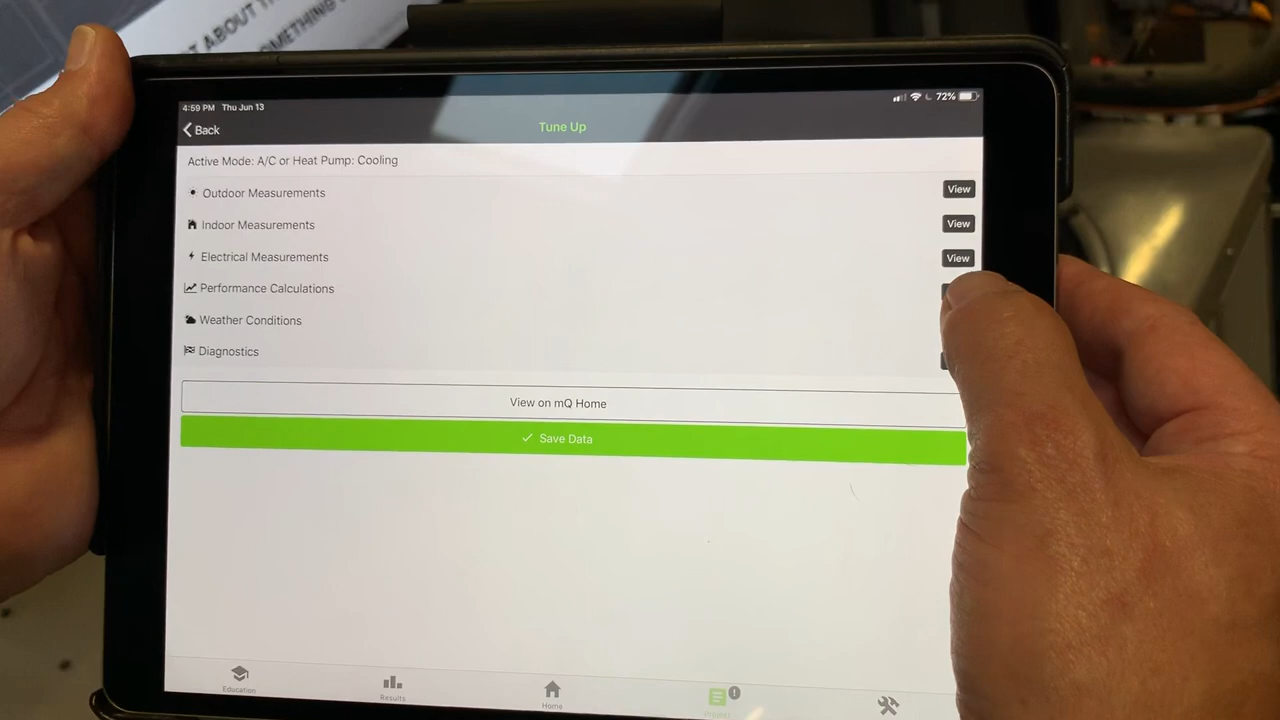 T ABOUT T
SOMETHING
4:59 PM Thu Jun 13
72%
Back
Tune Up
Active Mode: A/C or Heat Pump: Cooling
Outdoor Measurements
View
Indoor Measurements
View
Electrical Measurements
View
Performance Calculations
Weather Conditions
Diagnostics
View on mQ Home
Save Data
Education
Results
Home